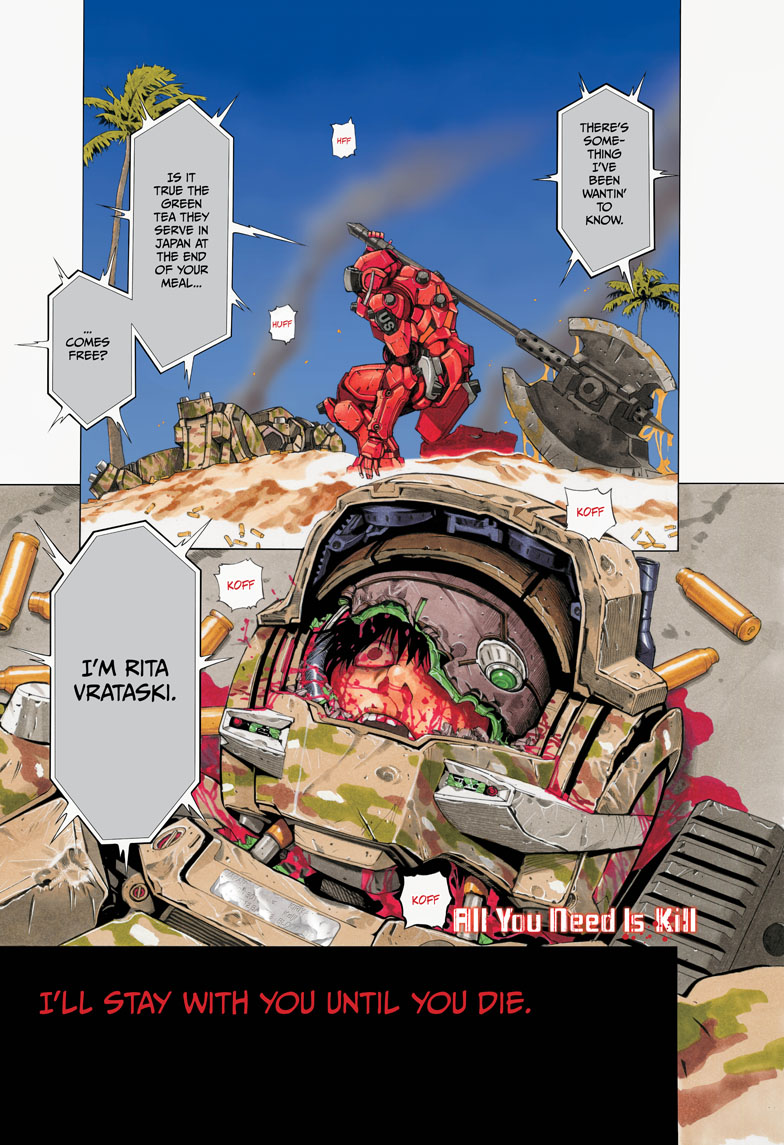 THERE'S
SOME-
THING
I'VE
BEEN
WANTIN'
TO
KNOW.
HFF
IS IT
TRUE THE
GREEN
TEA THEY
SERVE IN
JAPAN AT
THE END
OF YOUR
MEAL...
HUFF
...
COMES
FREE?
US
KOFF
KOFF
I'M RITA
VRATASKI.
KOFF
All You Need Is Kill
I'LL STAY WITH YOU UNTIL YOU DIE.